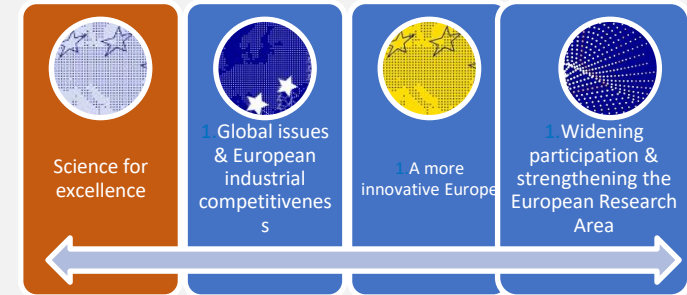 Science for
excellence
1.Global issues
& European
industrial
competitivenes
s
1.A more
innovative Europe
1.Widening
participation &
strengthening the
European Research
Area